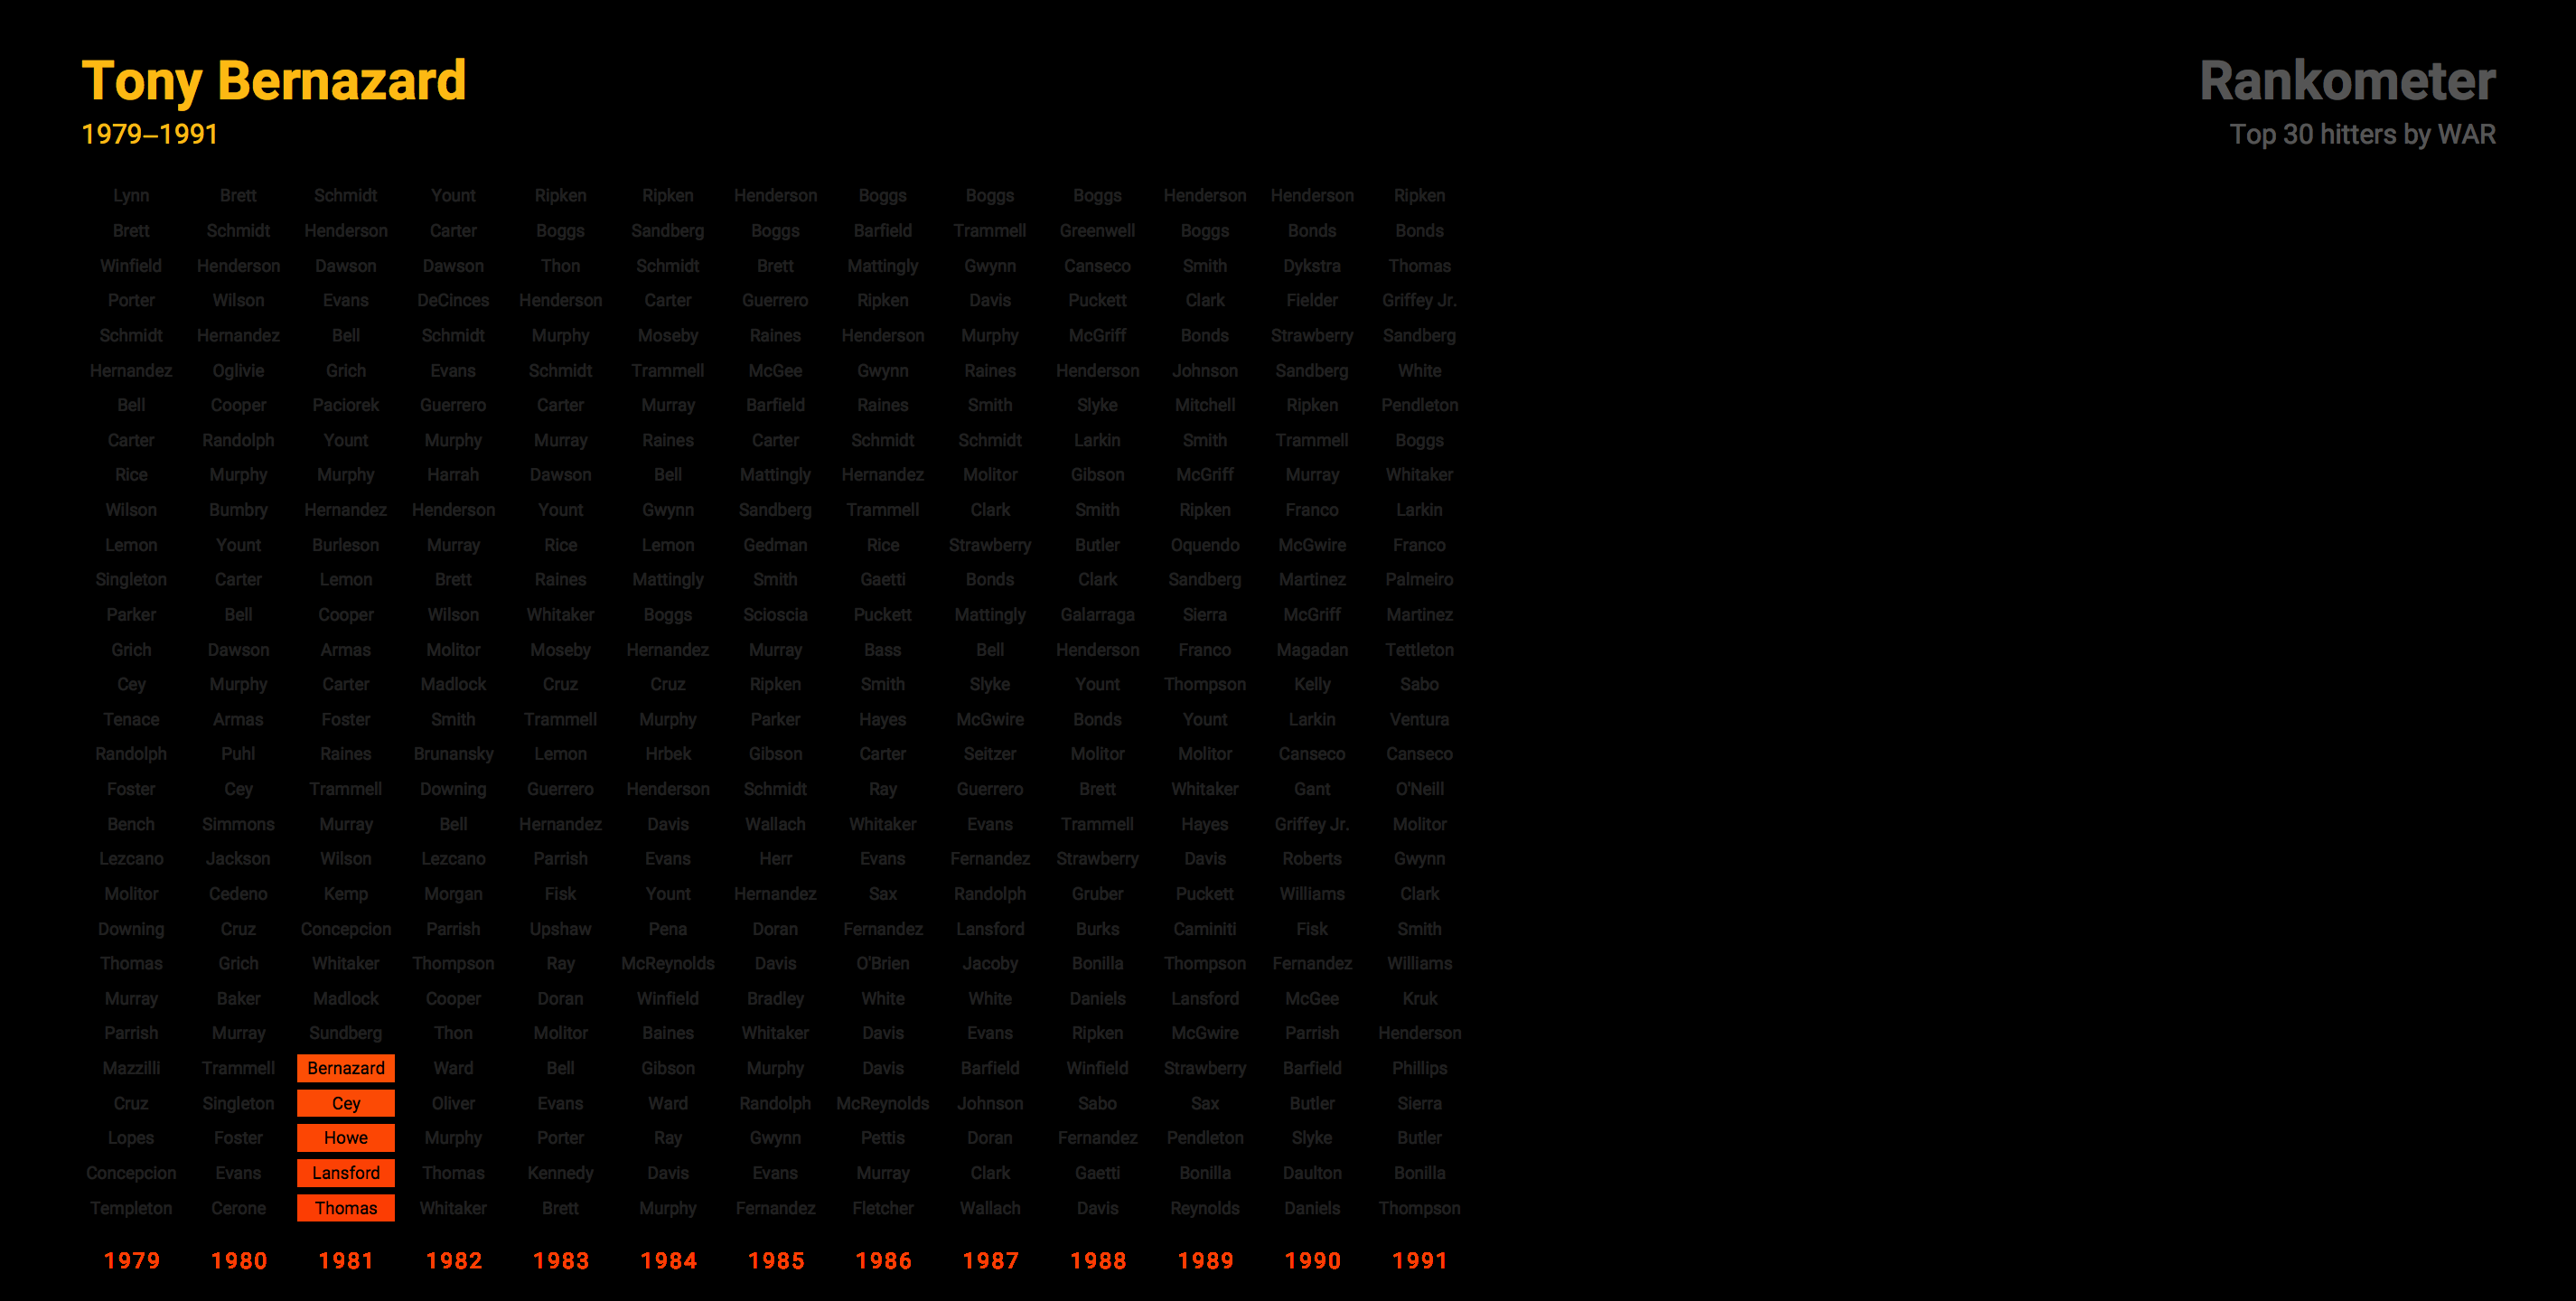 Tony Bernazard
1979–1991
Rankometer
Top 30 hitters by WAR
Lynn Brett Schmidt Yount Ripken Ripken Henderson Boggs Boggs Boggs Henderson Henderson Ripken
Brett Schmidt Henderson Carter Boggs Sandberg Boggs Barfield Trammell Greenwell Boggs Bonds Bonds
Winfield Henderson Dawson Dawson Thon Schmidt Brett Mattingly Gwynn Canseco Smith Dykstra Thomas
Porter Wilson Evans DeCinces Henderson Carter Guerrero Ripken Davis Puckett Clark Fielder Griffey Jr.
Schmidt Hernandez Bell Schmidt Murphy Moseby Raines Henderson Murphy McGriff Bonds Strawberry Sandberg
Hernandez Oglivie Grich Evans Schmidt Trammell McGee Gwynn Raines Henderson Johnson Sandberg White
Bell Cooper Paciorek Guerrero Carter Murray Barfield Raines Smith Slyke Mitchell Ripken Pendleton
Carter Randolph Yount Murphy Murray Raines Carter Schmidt Schmidt Larkin Smith Trammell Boggs
Rice Murphy Murphy Harrah Dawson Bell Mattingly Hernandez Molitor Gibson McGriff Murray Whitaker
Wilson Bumbry Hernandez Henderson Yount Gwynn Sandberg Trammell Clark Smith Ripken Franco Larkin
Lemon Yount Burleson Murray Rice Lemon Gedman Rice Strawberry Butler Oquendo McGwire Franco
Singleton Carter Lemon Brett Raines Mattingly Smith Gaetti Bonds Clark Sandberg Martinez Palmeiro
Parker Bell Cooper Wilson Whitaker Boggs Scioscia Puckett Mattingly Galarraga Sierra McGriff Martinez
Grich Dawson Armas Molitor Moseby Hernandez Murray Bass Bell Henderson Franco Magadan Tettleton
Cey Murphy Carter Madlock Cruz Cruz Ripken Smith Slyke Yount Thompson Kelly Sabo
Tenace Armas Foster Smith Trammell Murphy Parker Hayes McGwire Bonds Yount Larkin Ventura
Randolph Puhl Raines Brunansky Lemon Hrbek Gibson Carter Seitzer Molitor Molitor Canseco Canseco
Foster Cey Trammell Downing Guerrero Henderson Schmidt Ray Guerrero Brett Whitaker Gant O'Neill
Bench Simmons Murray Bell Hernandez Davis Wallach Whitaker Evans Trammell Hayes Griffey Jr. Molitor
Lezcano Jackson Wilson Lezcano Parrish Evans Herr Evans Fernandez Strawberry Davis Roberts Gwynn
Molitor Cedeno Kemp Morgan Fisk Yount Hernandez Sax Randolph Gruber Puckett Williams Clark
Downing Cruz Concepcion Parrish Upshaw Pena Doran Fernandez Lansford Burks Caminiti Fisk Smith
Thomas Grich Whitaker Thompson Ray McReynolds Davis O'Brien Jacoby Bonilla Thompson Fernandez Williams
Murray Baker Madlock Cooper Doran Winfield Bradley White White Daniels Lansford McGee Kruk
Parrish Murray Sundberg Thon Molitor Baines Whitaker Davis Evans Ripken McGwire Parrish Henderson
Mazzilli Trammell Bernazard Ward Bell Gibson Murphy Davis Barfield Winfield Strawberry Barfield Phillips
Cruz Singleton Cey Oliver Evans Ward Randolph McReynolds Johnson Sabo Sax Butler Sierra
Lopes Foster Howe Murphy Porter Ray Gwynn Pettis Doran Fernandez Pendleton Slyke Butler
Concepcion Evans Lansford Thomas Kennedy Davis Evans Murray Clark Gaetti Bonilla Daulton Bonilla
Templeton Cerone Thomas Whitaker Brett Murphy Fernandez Fletcher Wallach Davis Reynolds Daniels Thompson
1979 1980 1981 1982 1983 1984 1985 1986 1987 1988 1989 1990 1991